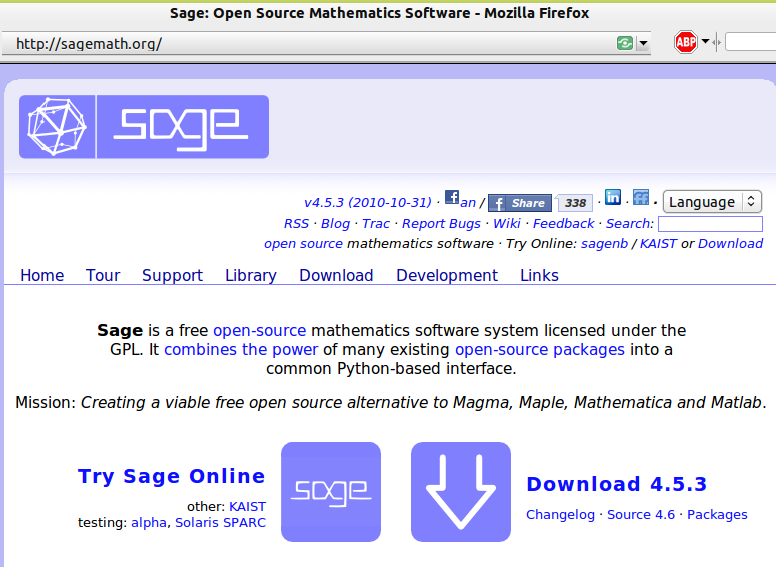 Sage: Open Source Mathematics Software - Mozilla Firefox
http://sagemath.org/
ABP
sage
v4.5.3 (2010-10-31) · an / Share 338 · · . Language
RSS · Blog · Trac · Report Bugs · Wiki · Feedback · Search:
open source mathematics software · Try Online: sagenb / KAIST or Download
Home Tour Support Library Download Development Links
Sage is a free open-source mathematics software system licensed under the
GPL. It combines the power of many existing open-source packages into a
common Python-based interface.
Mission: Creating a viable free open source alternative to Magma, Maple, Mathematica and Matlab.
Try Sage Online
other: KAIST
testing: alpha, Solaris SPARC
sage
Download 4.5.3
Changelog · Source 4.6 · Packages